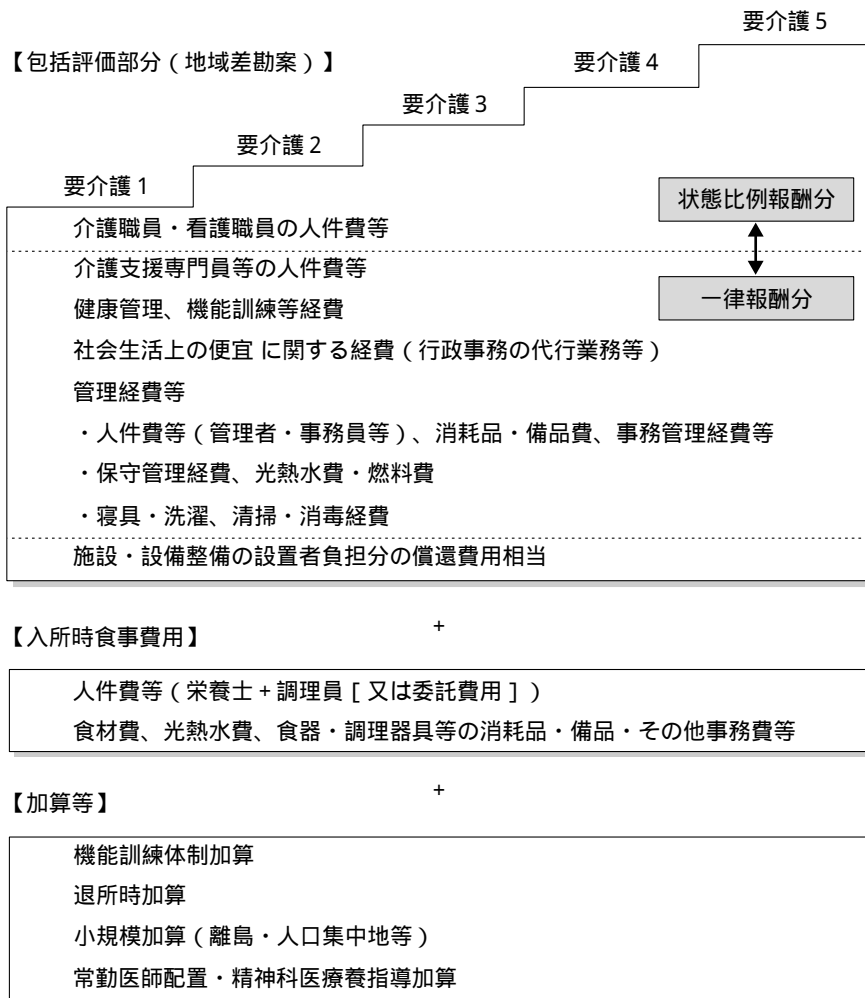 要介護５
【包括評価部分（地域差勘案）】
要介護４
要介護３
要介護２
要介護１
状態比例報酬分
介護職員・看護職員の人件費等
介護支援専門員等の人件費等
一律報酬分
健康管理、機能訓練等経費
社会生活上の便宜 に関する経費（行政事務の代行業務等）
管理経費等
・人件費等（管理者・事務員等）、消耗品・備品費、事務管理経費等
・保守管理経費、光熱水費・燃料費
・寝具・洗濯、清掃・消毒経費
施設・設備整備の設置者負担分の償還費用相当
+
【入所時食事費用】
人件費等（栄養士＋調理員［又は委託費用］）
食材費、光熱水費、食器・調理器具等の消耗品・備品・その他事務費等
+
【加算等】
機能訓練体制加算
退所時加算
小規模加算（離島・人口集中地等）
常勤医師配置・精神科医療養指導加算